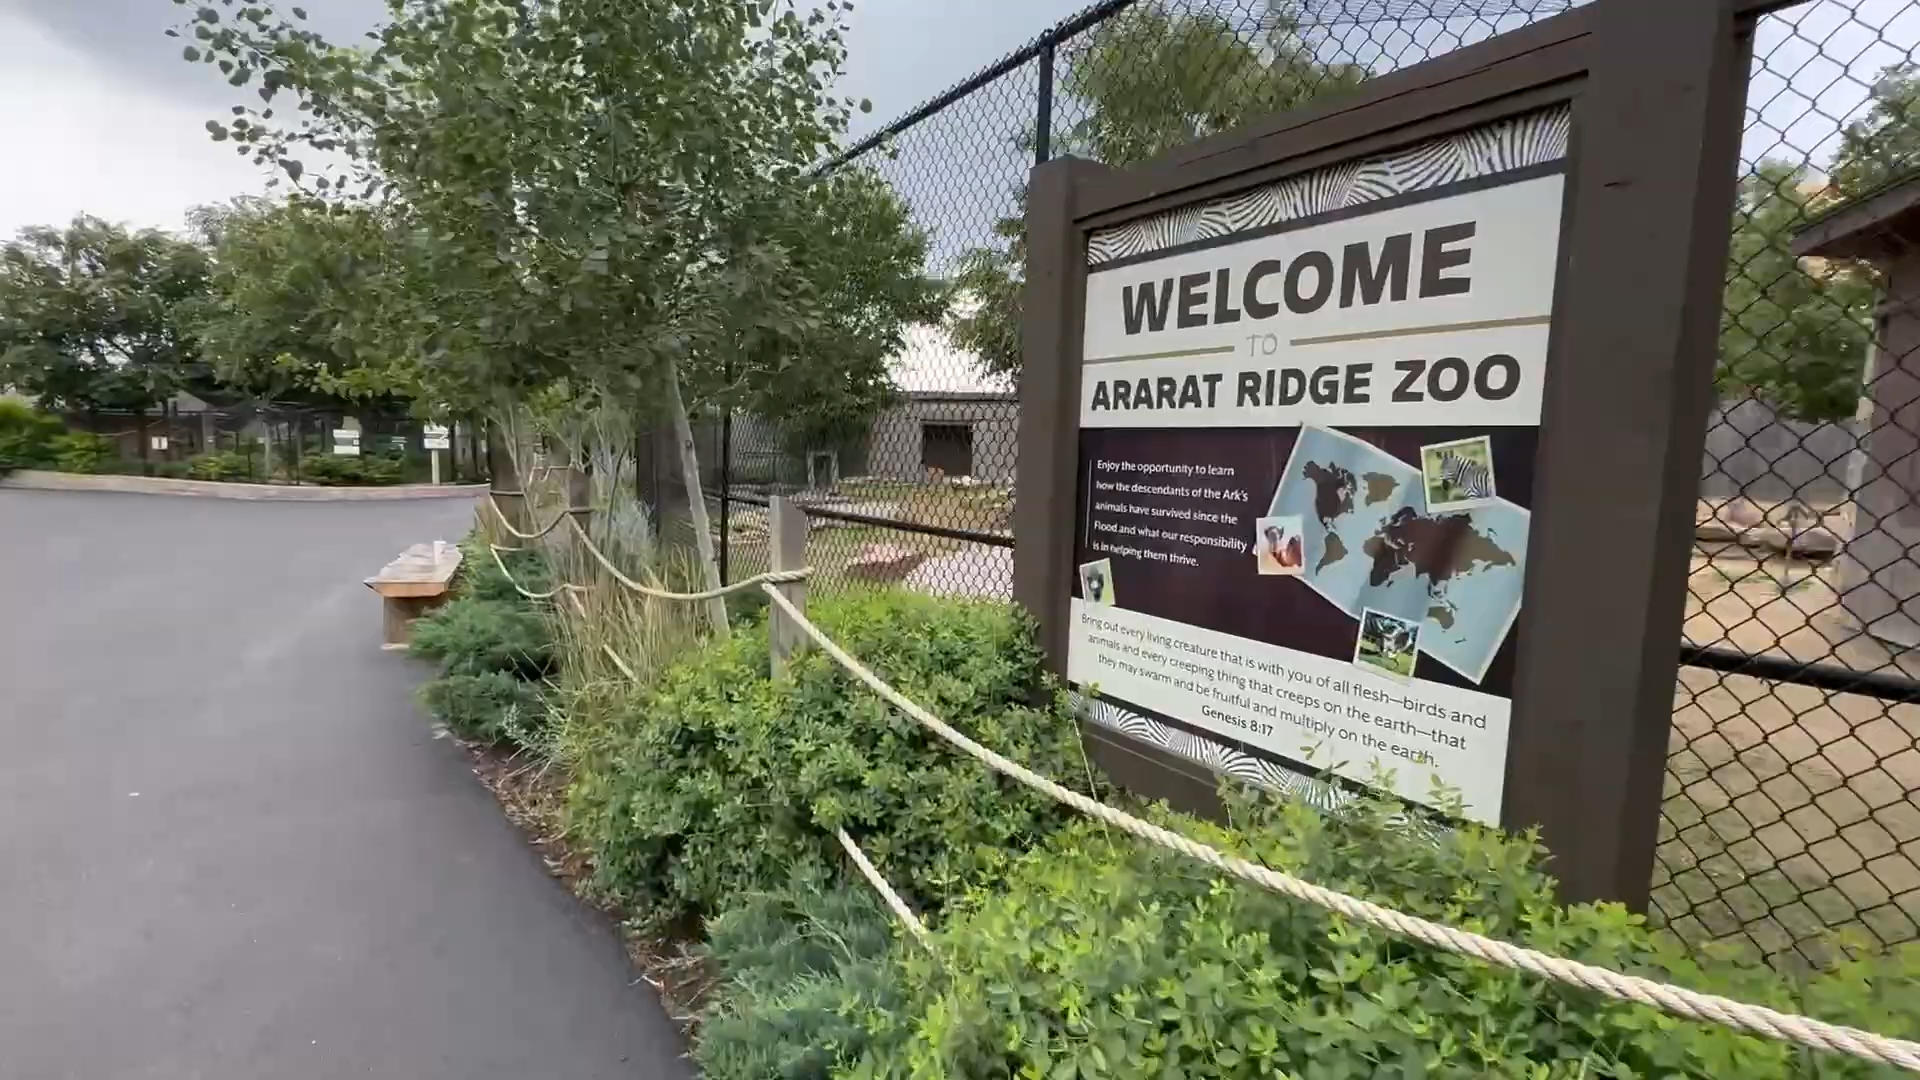 WELCOME
TO
ARARAT RIDGE ZOO
Enjoy the opportunity to learn
how the descendants of the Ark's
animals have survived since the
Flood and what our responsibility
is in helping them thrive.
Bring out every living creature that is with you of all flesh—birds and
animals and every creeping thing that creeps on the earth—that
they may swarm and be fruitful and multiply on the earth.
Genesis 8:17